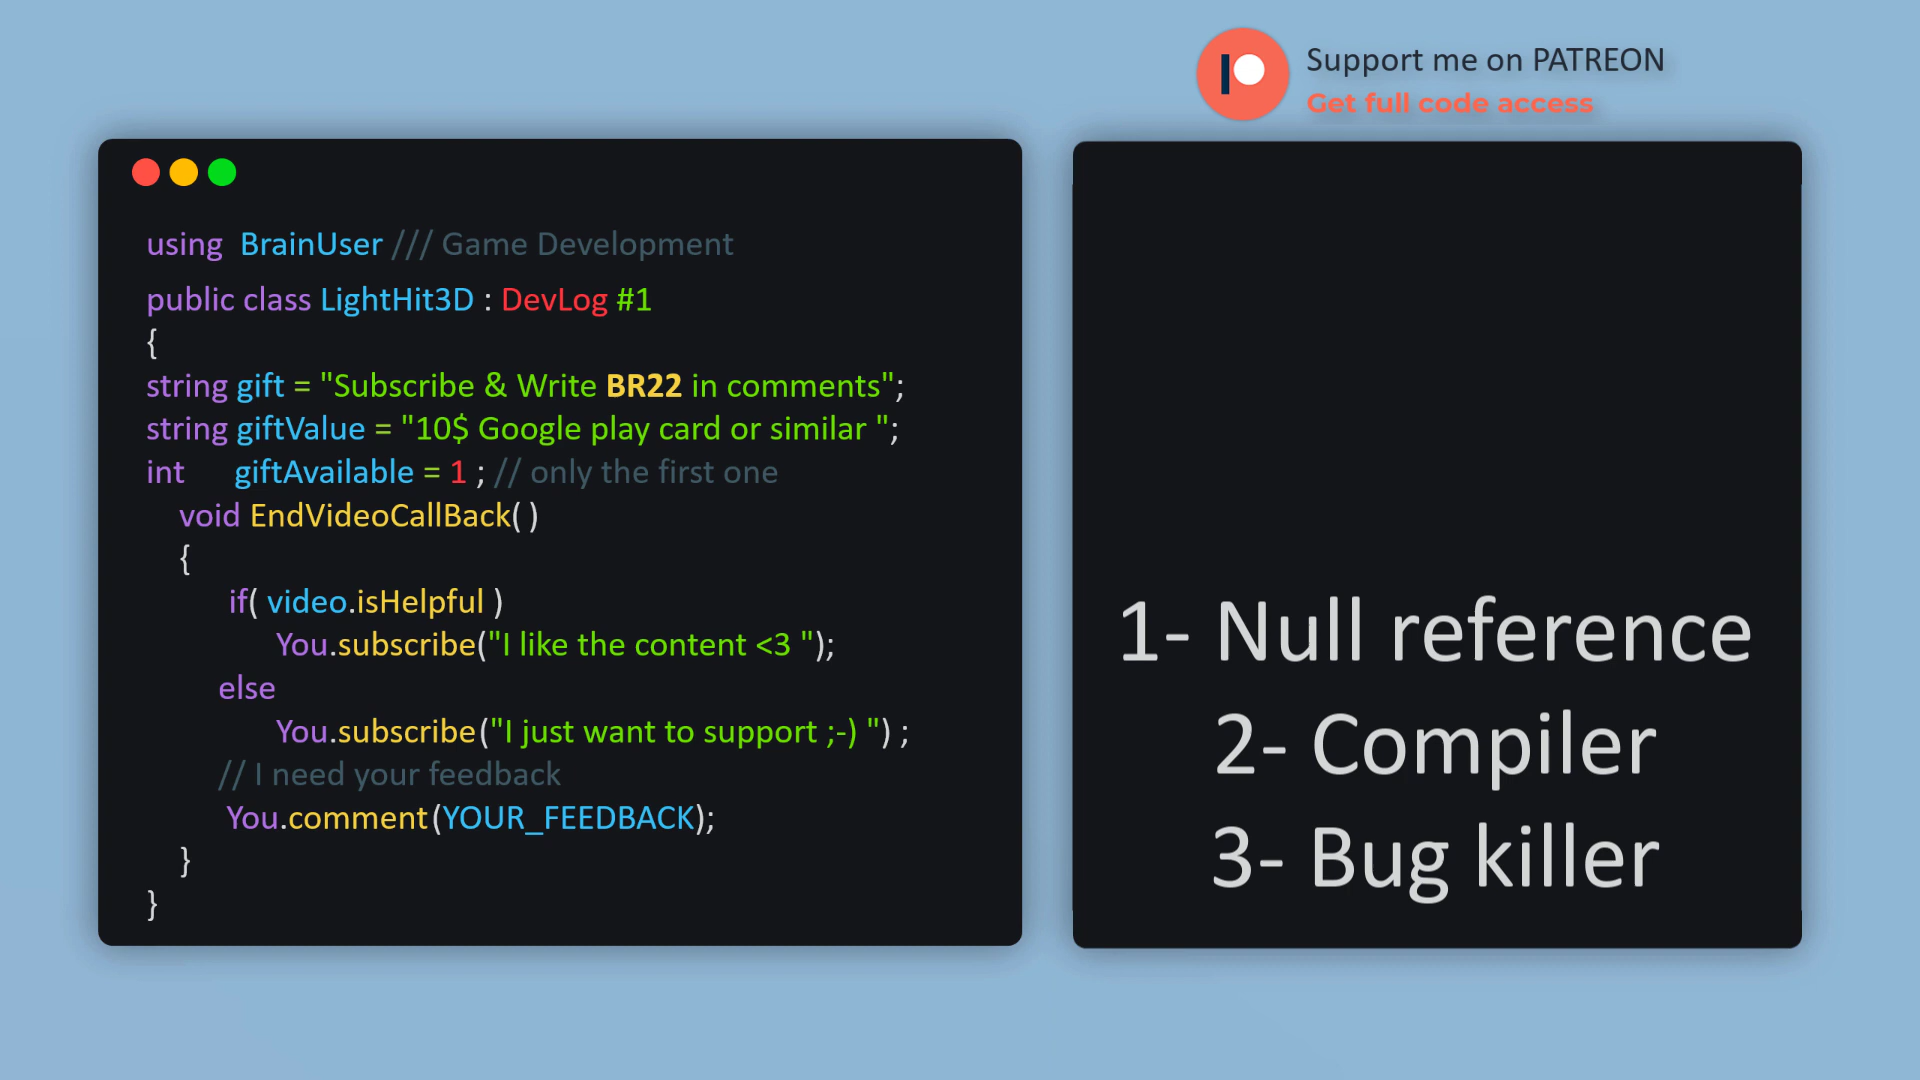 Support me on PATREON
Get full code access
using BrainUser /// Game Development
public class LightHit3D : DevLog #1
{
string gift = "Subscribe & Write BR22 in comments";
string giftValue = "10$ Google play card or similar ";
int giftAvailable = 1 ; // only the first one
void EndVideoCallBack( )
{
if( video.isHelpful )
You.subscribe("I like the content <3 ");
else
You.subscribe("I just want to support ;-) ") ;
// I need your feedback
You.comment(YOUR_FEEDBACK);
}
}
1- Null reference
2- Compiler
3- Bug killer